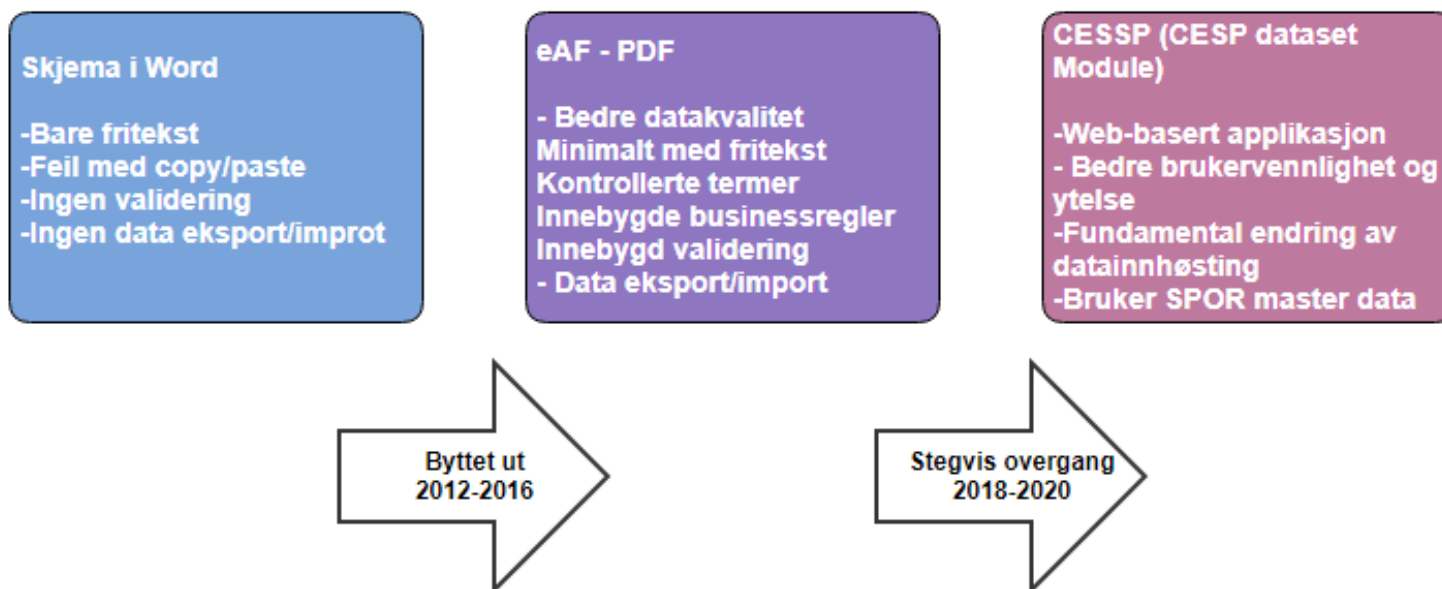 Skjema i Word
-Bare fritekst
-Feil med copy/paste
-Ingen validering
-Ingen data eksport/improt
eAF - PDF
- Bedre datakvalitet
Minimalt med fritekst
Kontrollerte termer
Innebygde businessregler
Innebygd validering
- Data eksport/import
CESSP (CESP dataset
Module)
-Web-basert applikasjon
- Bedre brukervennlighet og
ytelse
-Fundamental endring av
datainnhøsting
-Bruker SPOR master data
Byttet ut
2012-2016
Stegvis overgang
2018-2020